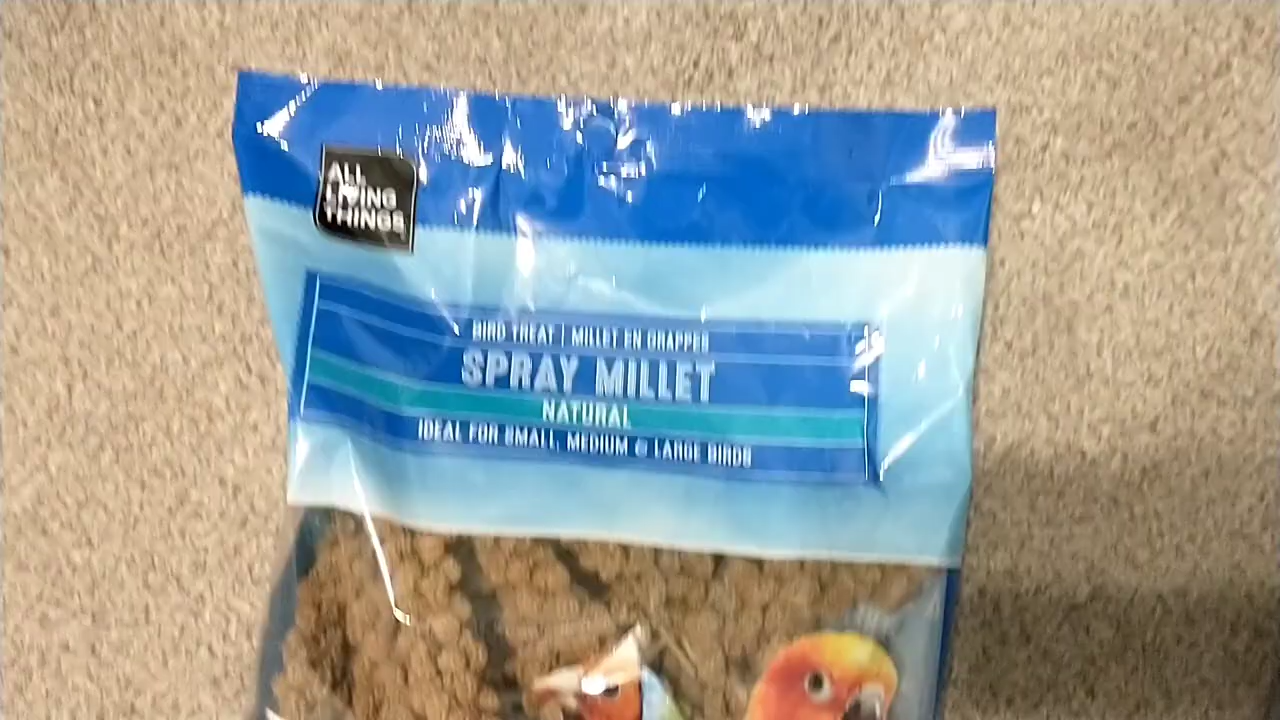 ALL
LIVING
THINGS
BIRD TREAT | MILLET EN GRAPPES
SPRAY MILLET
NATURAL
IDEAL FOR SMALL, MEDIUM & LARGE BIRDS